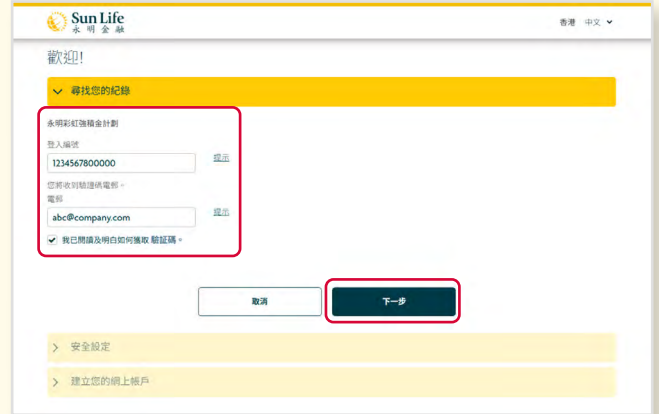 Sun Life
永明金融
香港 中文
歡迎!
尋找您的紀錄
永明彩虹強積金計劃
登入編號
1234567800000
提示
您將收到驗證碼電郵。
電郵
abc@company.com
提示
我已閱讀及明白如何獲取 驗証碼。
取消
下一步
安全設定
建立您的網上帳戶